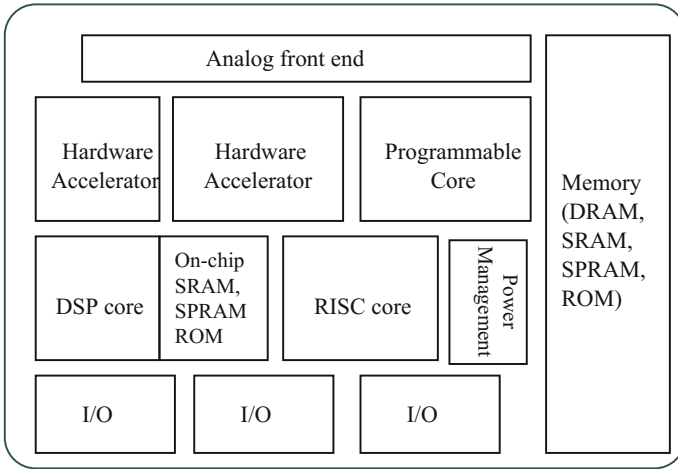 Analog front end
Hardware
Accelerator
Hardware
Accelerator
Programmable
Core
Memory
(DRAM,
SRAM,
SPRAM,
ROM)
DSP core
On-chip
SRAM,
SPRAM
ROM
RISC core
Power
Management
I/O
I/O
I/O